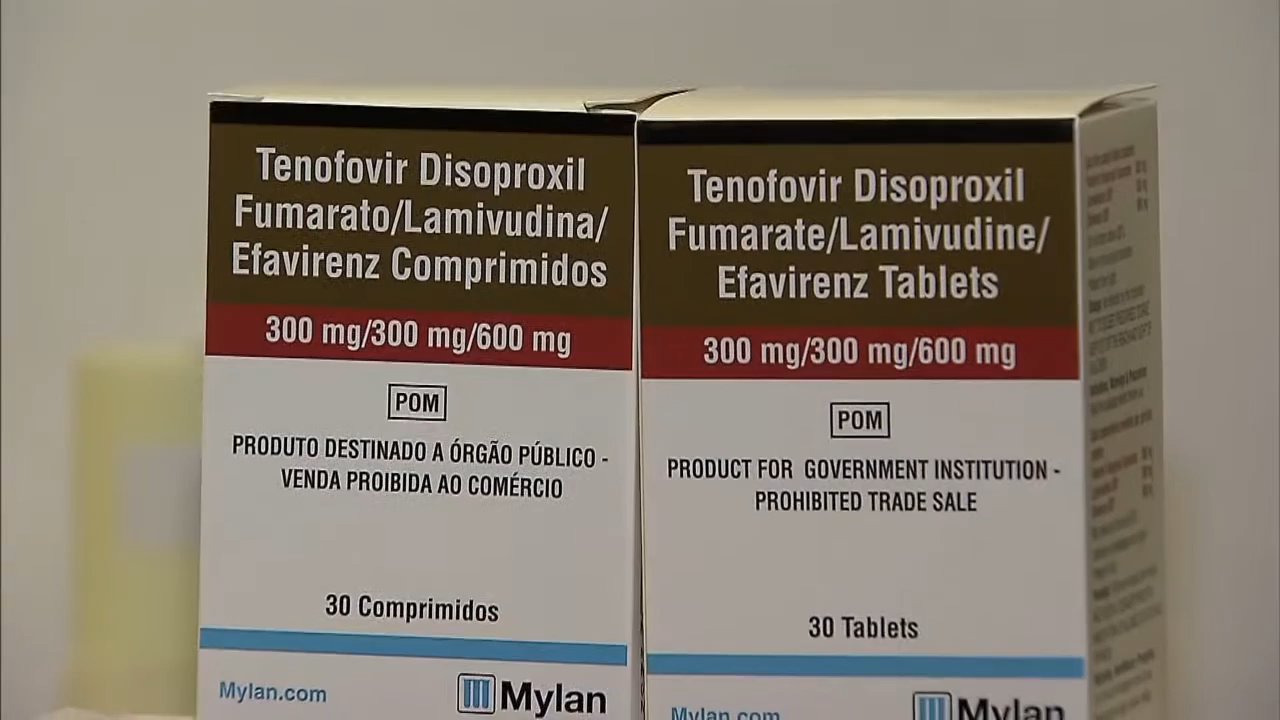 Tenofovir Disoproxil
Fumarato/Lamivudina/
Efavirenz Comprimidos
300 mg/300 mg/600 mg
POM
PRODUTO DESTINADO A ÓRGÃO PÚBLICO -
VENDA PROIBIDA AO COMÉRCIO
30 Comprimidos
Mylan.com
Mylan
Tenofovir Disoproxil
Fumarate/Lamivudine/
Efavirenz Tablets
300 mg/300 mg/600 mg
POM
PRODUCT FOR GOVERNMENT INSTITUTION -
PROHIBITED TRADE SALE
30 Tablets
Mylan.com
Mylan